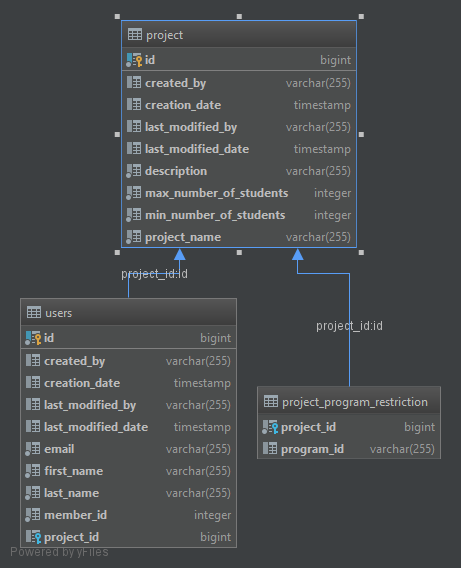 project
id bigint
created_by varchar(255)
creation_date timestamp
last_modified_by varchar(255)
last_modified_date timestamp
description varchar(255)
max_number_of_students integer
min_number_of_students integer
project_name varchar(255)
project_id:id
project_id:id
users
id bigint
created_by varchar(255)
creation_date timestamp
last_modified_by varchar(255)
last_modified_date timestamp
email varchar(255)
first_name varchar(255)
last_name varchar(255)
member_id integer
project_id bigint
project_program_restriction
project_id bigint
program_id varchar(255)
Powered by yFiles